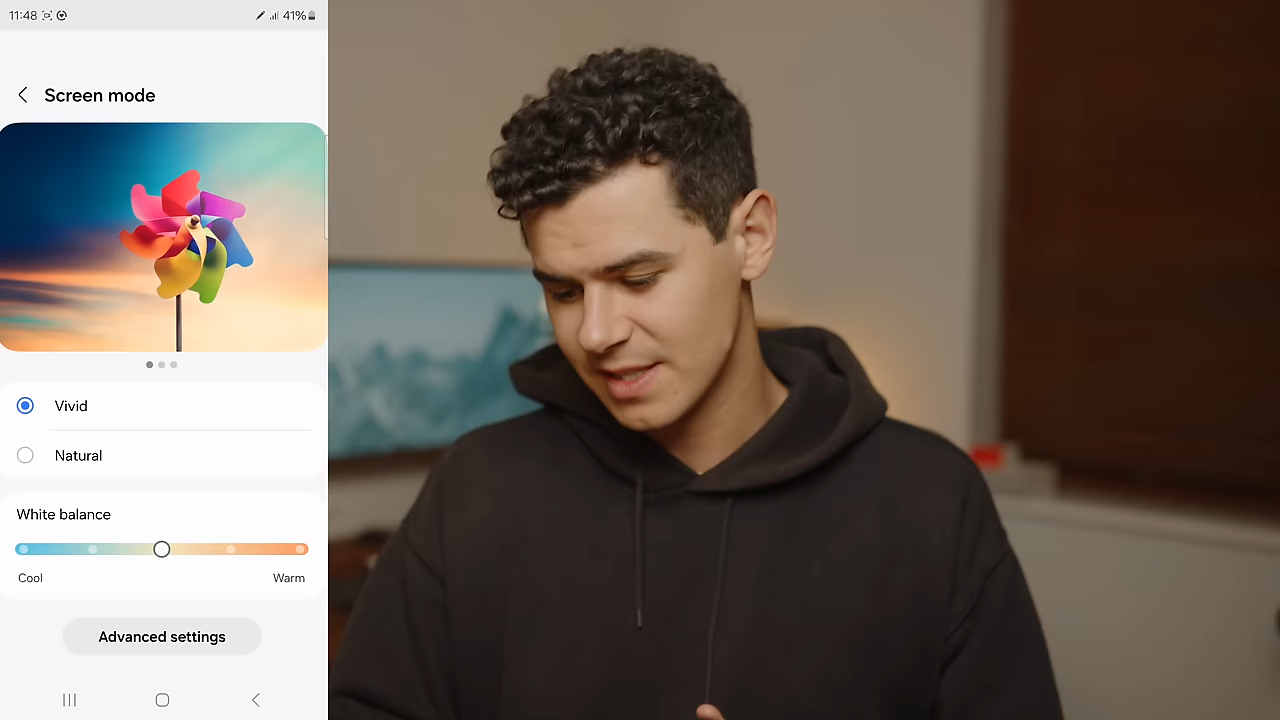 11:48
41%
Screen mode
Vivid
Natural
White balance
Cool Warm
Advanced settings